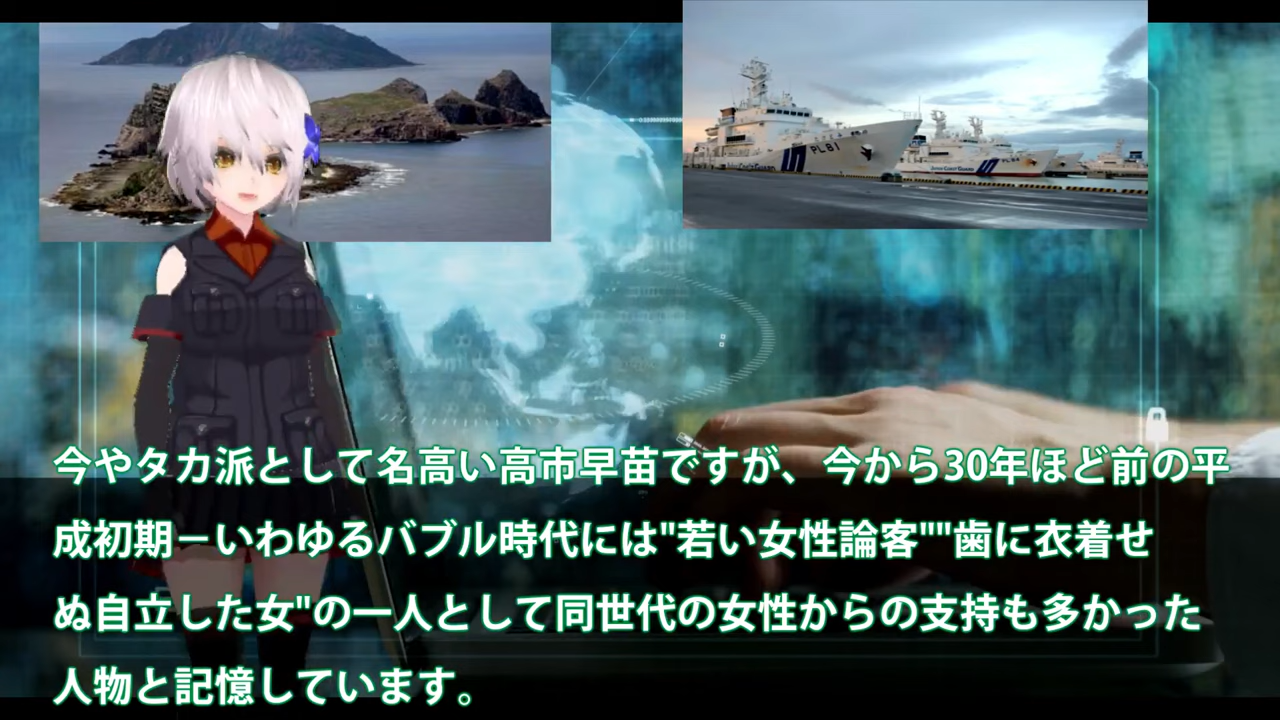 PL81
今やタカ派として名高い高市早苗ですが、今から30年ほど前の平
成初期－いわゆるバブル時代には"若い女性論客""歯に衣着せ
ぬ自立した女"の一人として同世代の女性からの支持も多かった
人物と記憶しています。